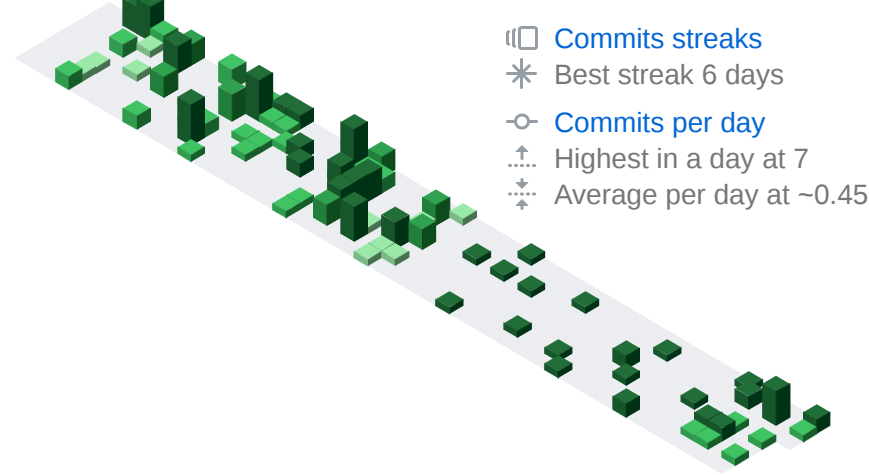 Commits streaks
Best streak 6 days
Commits per day
Highest in a day at 7
Average per day at ~0.45